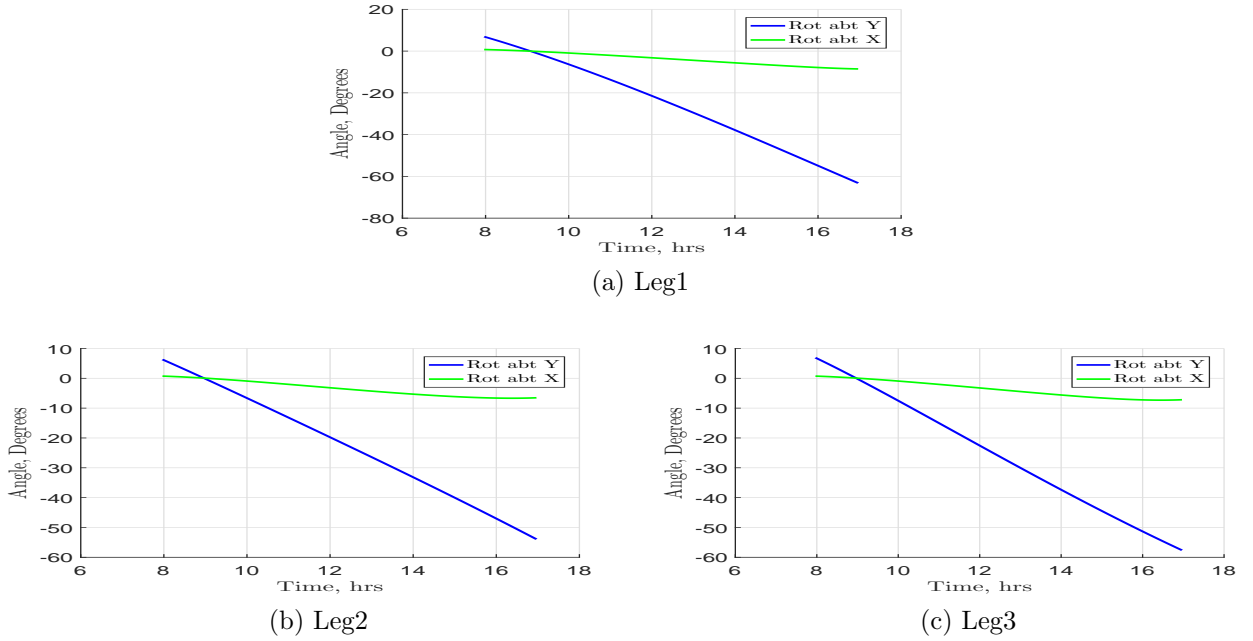 20
0
-20
-40
-60
-80
Angle, Degrees
Rot abt Y
Rot abt X
6 8 10 12 14 16 18
Time, hrs
(a) Leg1
10
0
-10
-20
-30
-40
-50
-60
Angle, Degrees
Rot abt Y
Rot abt X
6 8 10 12 14 16 18
Time, hrs
(b) Leg2
10
0
-10
-20
-30
-40
-50
-60
Angle, Degrees
Rot abt Y
Rot abt X
6 8 10 12 14 16 18
Time, hrs
(c) Leg3